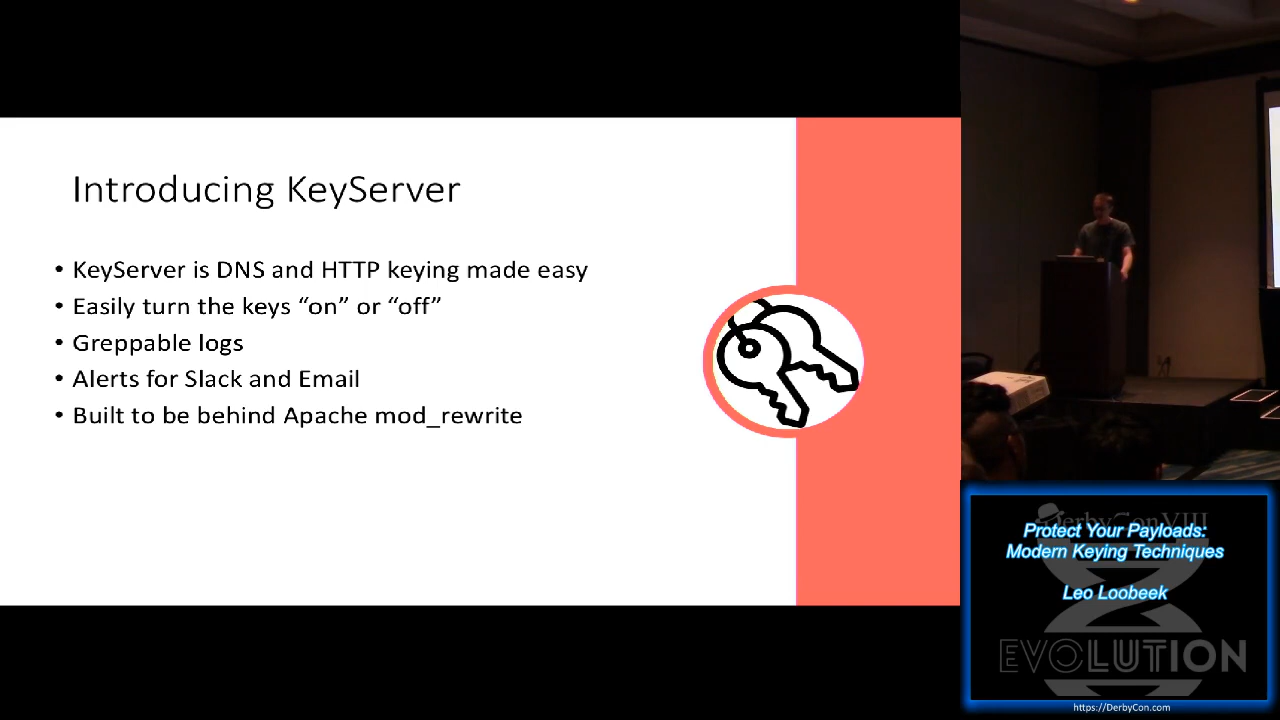 Introducing KeyServer
• KeyServer is DNS and HTTP keying made easy
• Easily turn the keys “on” or “off”
• Greppable logs
• Alerts for Slack and Email
• Built to be behind Apache mod_rewrite
DerbyCon VIII
Protect Your Payloads:
Modern Keying Techniques
Leo Loobeek
EVOLUTION
https://DerbyCon.com